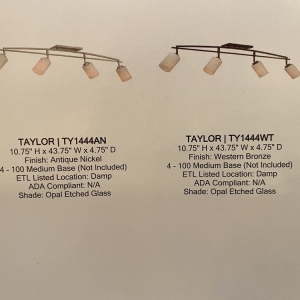 TAYLOR | TY1444AN
10.75" H x 43.75" W x 4.75" D
Finish: Antique Nickel
4 - 100 Medium Base (Not Included)
ETL Listed Location: Damp
ADA Compliant: N/A
Shade: Opal Etched Glass
TAYLOR | TY1444WT
10.75" H x 43.75" W x 4.75" D
Finish: Western Bronze
4 - 100 Medium Base (Not Included)
ETL Listed Location: Damp
ADA Compliant: N/A
Shade: Opal Etched Glass